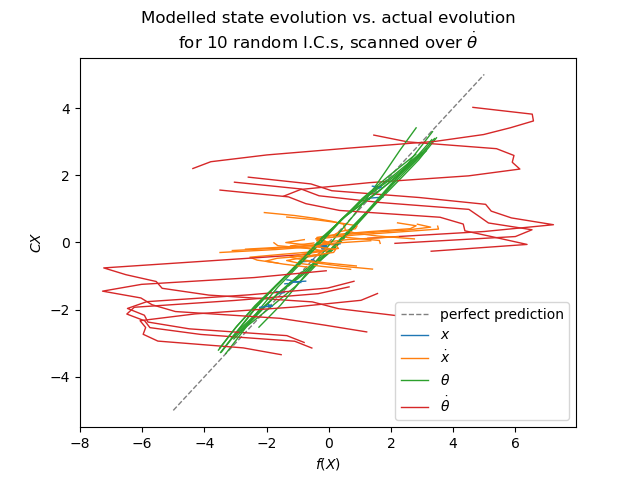 Modelled state evolution vs. actual evolution
for 10 random I.C.s, scanned over θ̇
CX
4
2
0
−2
−4
−8
−6
−4
−2
0
2
4
6
f(X)
perfect prediction
x
ẋ
θ
θ̇